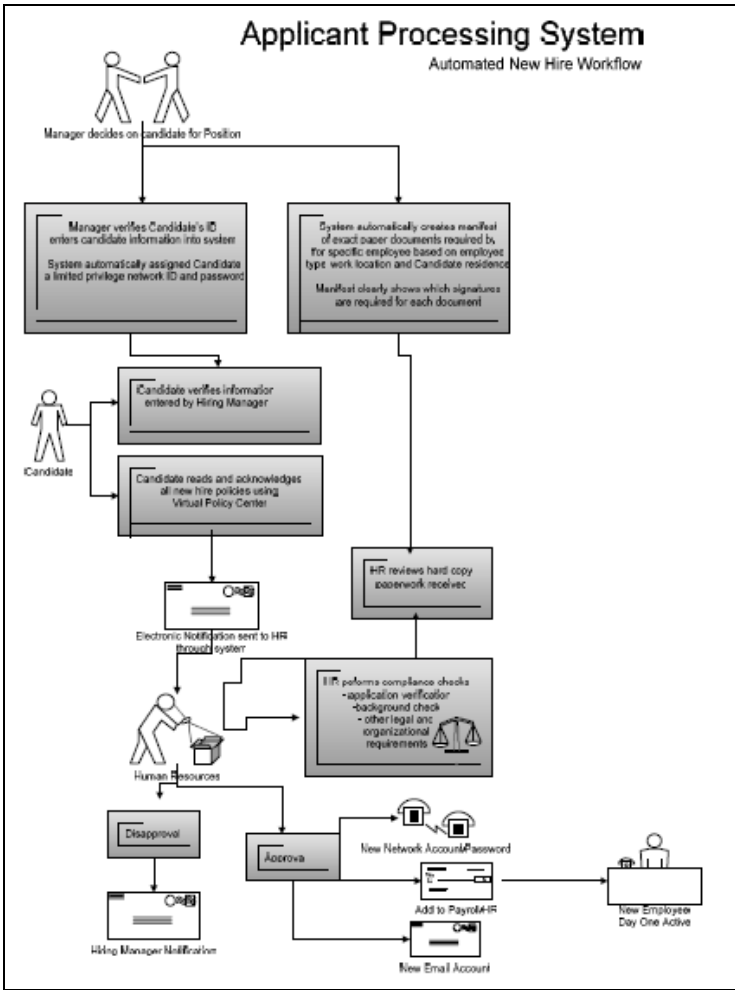 Applicant Processing System
Automated New Hire Workflow
Manager decides on candidate for Position
Manager verifies Candidate's ID
enters candidate information into system
System automatically assigned Candidate
a limited privilege network ID and password
System automatically creates manifest
of exact paper documents required by
for specific employee based on employee
type work location and Candidate residence
Manifest clearly shows which signatures
are required for each document
Candidate verifies information
entered by Hiring Manager
Candidate
Candidate reads and acknowledges
all new hire policies using
Virtual Policy Center
HR reviews hard copy
paperwork received
Electronic Notification sent to HR
through system
HR peforms compliance checks
-application verification
-background check
- other legal and
organizational
requirements
Human Resources
Disapproval
Approva
New Network Account/Password
Add to Payroll/HR
New Employee
Day One Active
Hiring Manager Notification
New Email Account